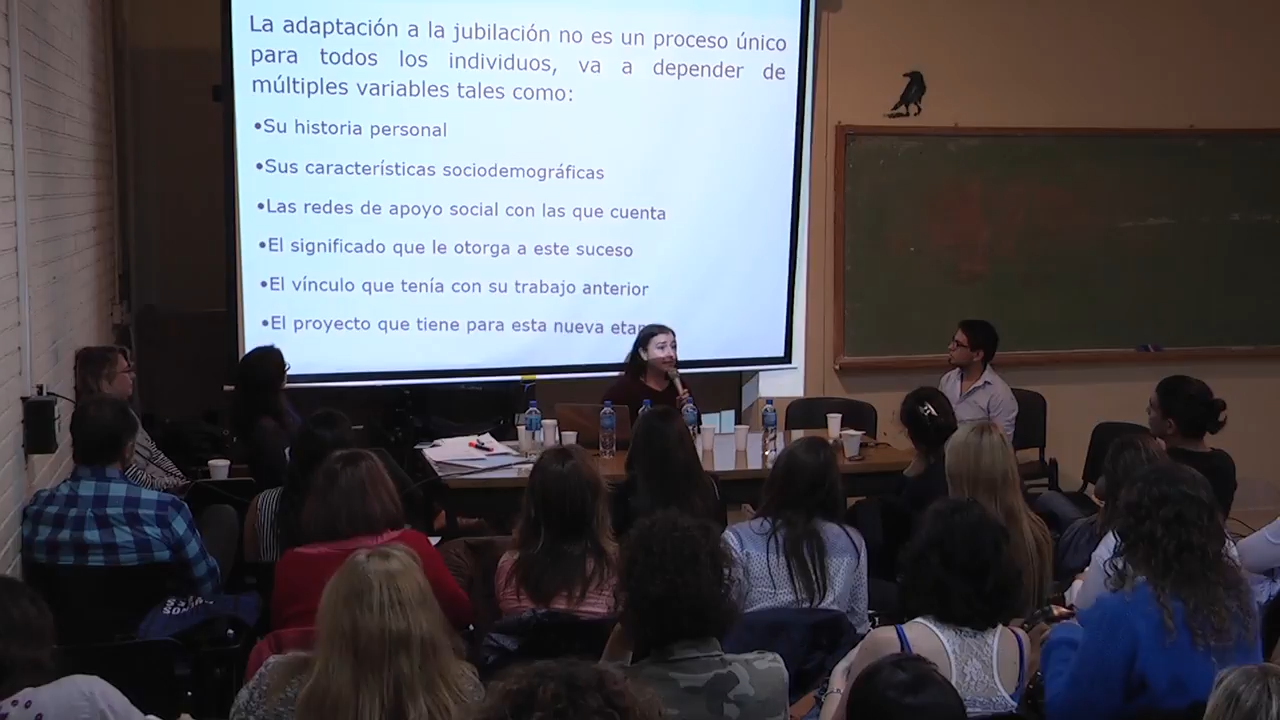 La adaptación a la jubilación no es un proceso único
para todos los individuos, va a depender de
múltiples variables tales como:
•Su historia personal
•Sus características sociodemográficas
•Las redes de apoyo social con las que cuenta
•El significado que le otorga a este suceso
•El vínculo que tenía con su trabajo anterior
•El proyecto que tiene para esta nueva